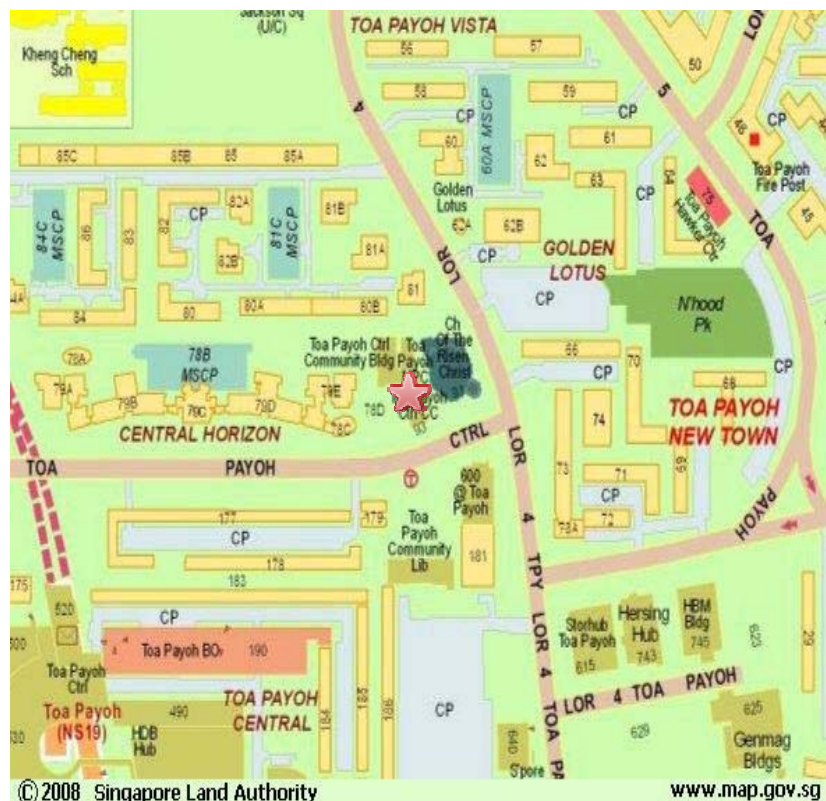 Jackson Sq
(U/C)
TOA PAYOH VISTA
LOR
Kheng Cheng
Sch
56
57
50
58
59
4
5
CP
60A MSCP
CP
CP
46
60
61
62
85C
85B
85
85A
Toa Payoh
Fire Post
63
64
75
Toa Payoh
Hawker Ctr
Golden
Lotus
84C
MSCP
86
83
82
CP
82A
81C
MSCP
81B
62A
62B
48
TOA
82B
81A
LOR
CP
GOLDEN
LOTUS
CP
81
84
80
80A
80B
N'hood
Pk
Ch
Of The
Risen
Christ
Toa Payoh Ctrl
Community Bldg
Toa
Payoh
78A
78B
MSCP
66
70
CP
CP
68
79A
79B
79C
79D
79E
78D
78C
CC
93
74
TOA PAYOH
NEW TOWN
CENTRAL HORIZON
CTRL
LOR
TOA
PAYOH
73
71
69
CP
72
73A
PAYOH
600
@ Toa
Payoh
4
177
179
CP
Toa
Payoh
Community
Lib
178
181
TPY
175
183
520
CP
LOR
Storhub
Toa Payoh
615
Hersing
Hub
743
HBM
Bldg
745
623
29
500
Toa Payoh
190
4
Toa Payoh
Ctrl
Toa Payoh
(NS19)
490
TOA PAYOH
CENTRAL
184
185
186
CP
LOR 4 TOA PAYOH
TOA
625
530
HDB
Hub
629
640
S'pore
Genmag
Bldgs
© 2008 Singapore Land Authority
www.map.gov.sg